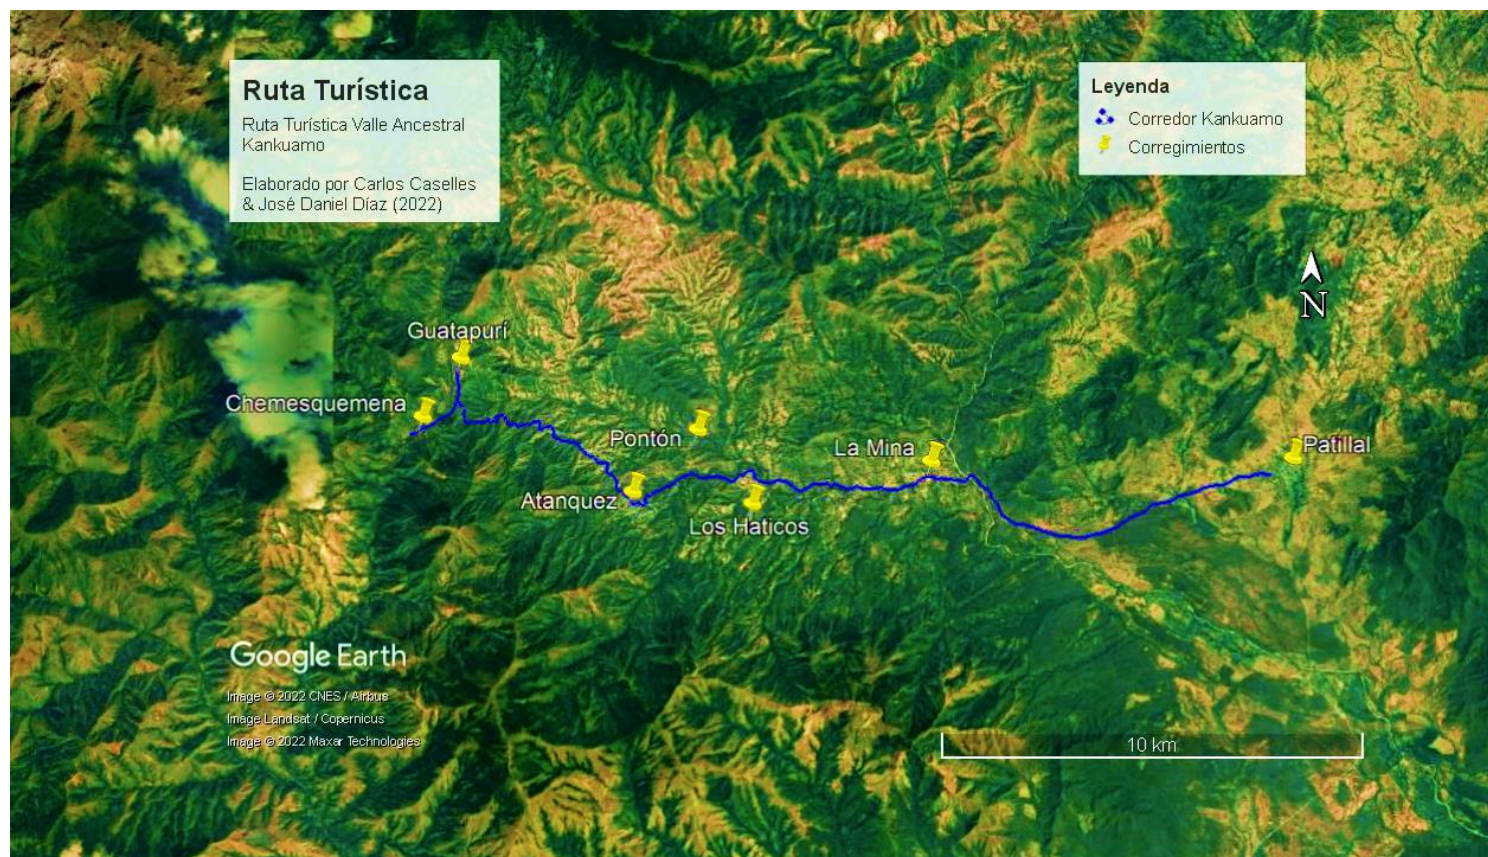 Ruta Turística
Ruta Turística Valle Ancestral
Kankuamo
Elaborado por Carlos Caselles
& José Daniel Díaz (2022)
Leyenda
Corredor Kankuamo
Corregimientos
N
Guatapurí
Chemesquemena
Pontón
La Mina
Patillal
Atanquez
Los Haticos
Google Earth
Image © 2022 CNES / Airbus
Image Landsat / Copernicus
Image © 2022 Maxar Technologies
10 km